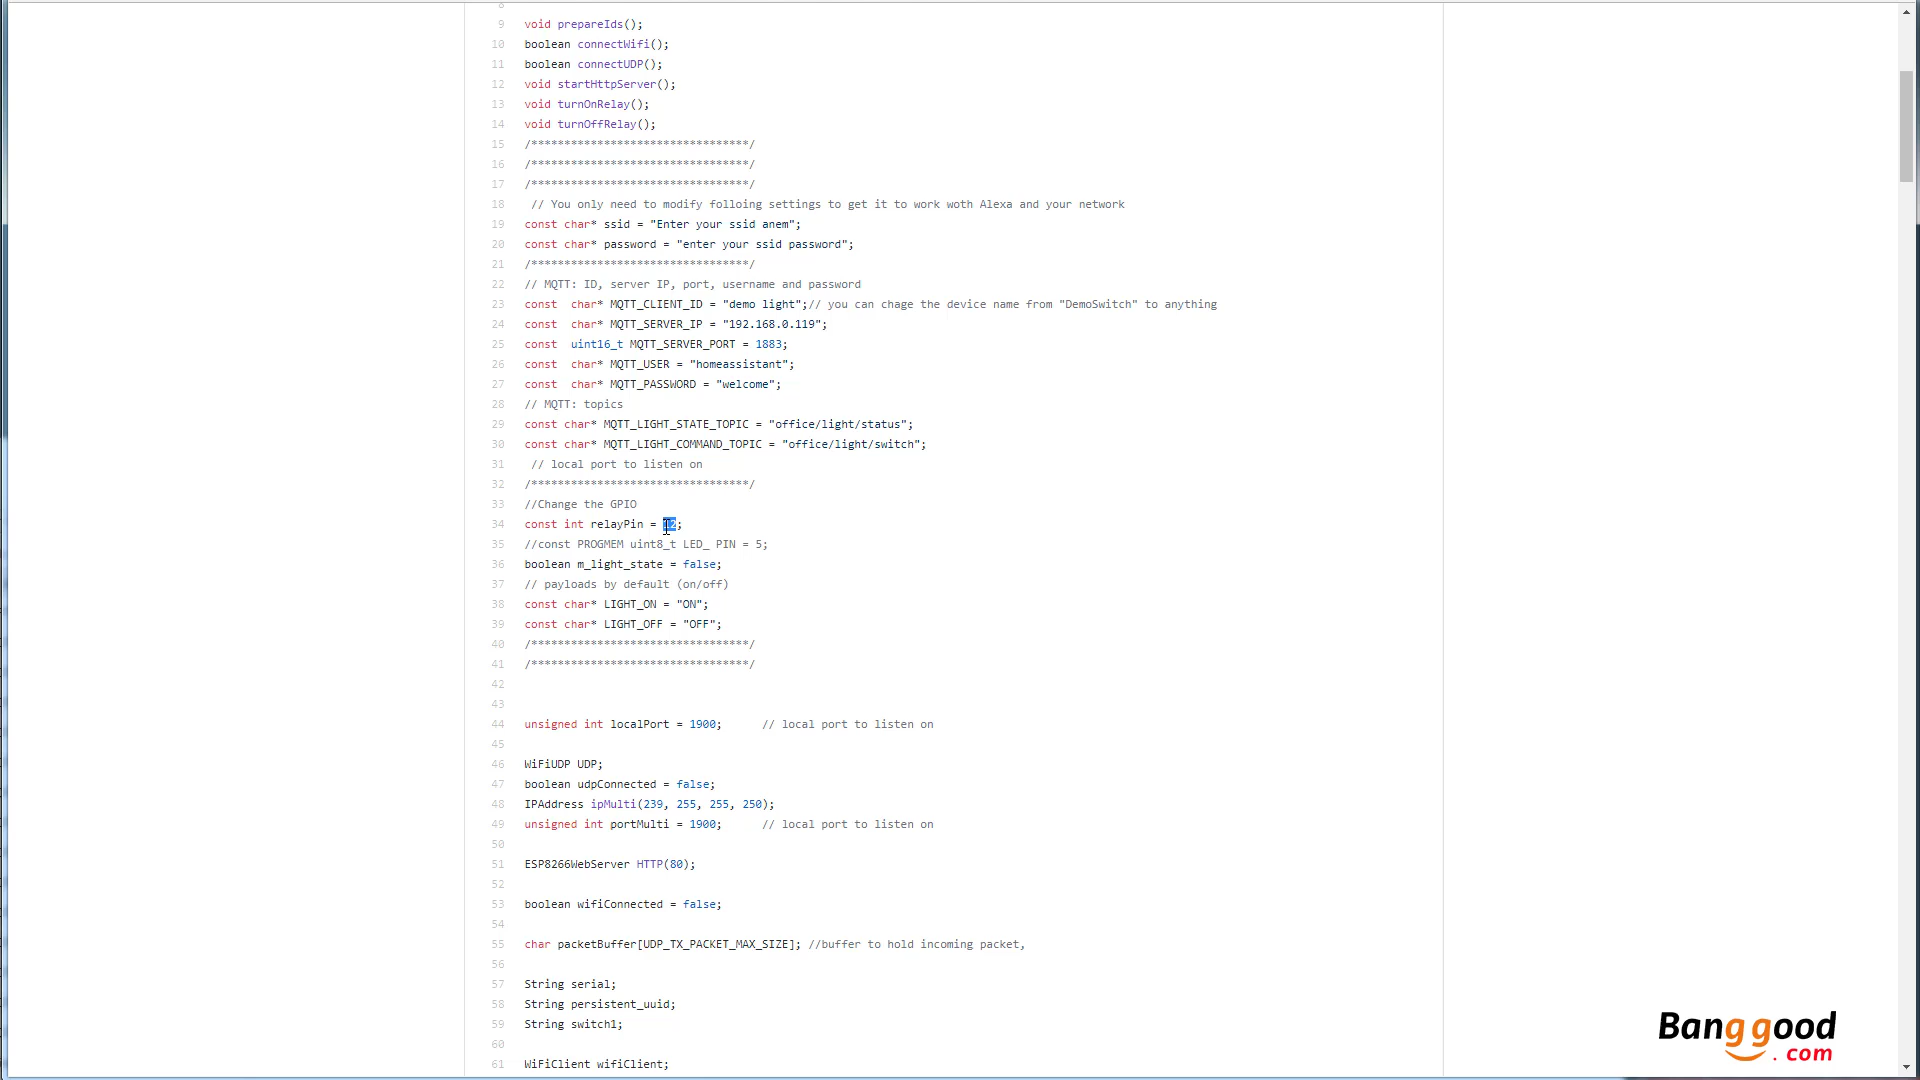 8
9 void prepareIds();
10 boolean connectWifi();
11 boolean connectUDP();
12 void startHttpServer();
13 void turnOnRelay();
14 void turnOffRelay();
15 /*********************************/
16 /*********************************/
17 /*********************************/
18 // You only need to modify folloing settings to get it to work woth Alexa and your network
19 const char* ssid = "Enter your ssid anem";
20 const char* password = "enter your ssid password";
21 /*********************************/
22 // MQTT: ID, server IP, port, username and password
23 const  char* MQTT_CLIENT_ID = "demo light";// you can chage the device name from "DemoSwitch" to anything
24 const  char* MQTT_SERVER_IP = "192.168.0.119";
25 const  uint16_t MQTT_SERVER_PORT = 1883;
26 const  char* MQTT_USER = "homeassistant";
27 const  char* MQTT_PASSWORD = "welcome";
28 // MQTT: topics
29 const char* MQTT_LIGHT_STATE_TOPIC = "office/light/status";
30 const char* MQTT_LIGHT_COMMAND_TOPIC = "office/light/switch";
31 // local port to listen on
32 /*********************************/
33 //Change the GPIO
34 const int relayPin = 12;
35 //const PROGMEM uint8_t LED_ PIN = 5;
36 boolean m_light_state = false;
37 // payloads by default (on/off)
38 const char* LIGHT_ON = "ON";
39 const char* LIGHT_OFF = "OFF";
40 /*********************************/
41 /*********************************/
42
43
44 unsigned int localPort = 1900;      // local port to listen on
45
46 WiFiUDP UDP;
47 boolean udpConnected = false;
48 IPAddress ipMulti(239, 255, 255, 250);
49 unsigned int portMulti = 1900;      // local port to listen on
50
51 ESP8266WebServer HTTP(80);
52
53 boolean wifiConnected = false;
54
55 char packetBuffer[UDP_TX_PACKET_MAX_SIZE]; //buffer to hold incoming packet,
56
57 String serial;
58 String persistent_uuid;
59 String switch1;
60
61 WiFiClient wifiClient;
Banggood
.com